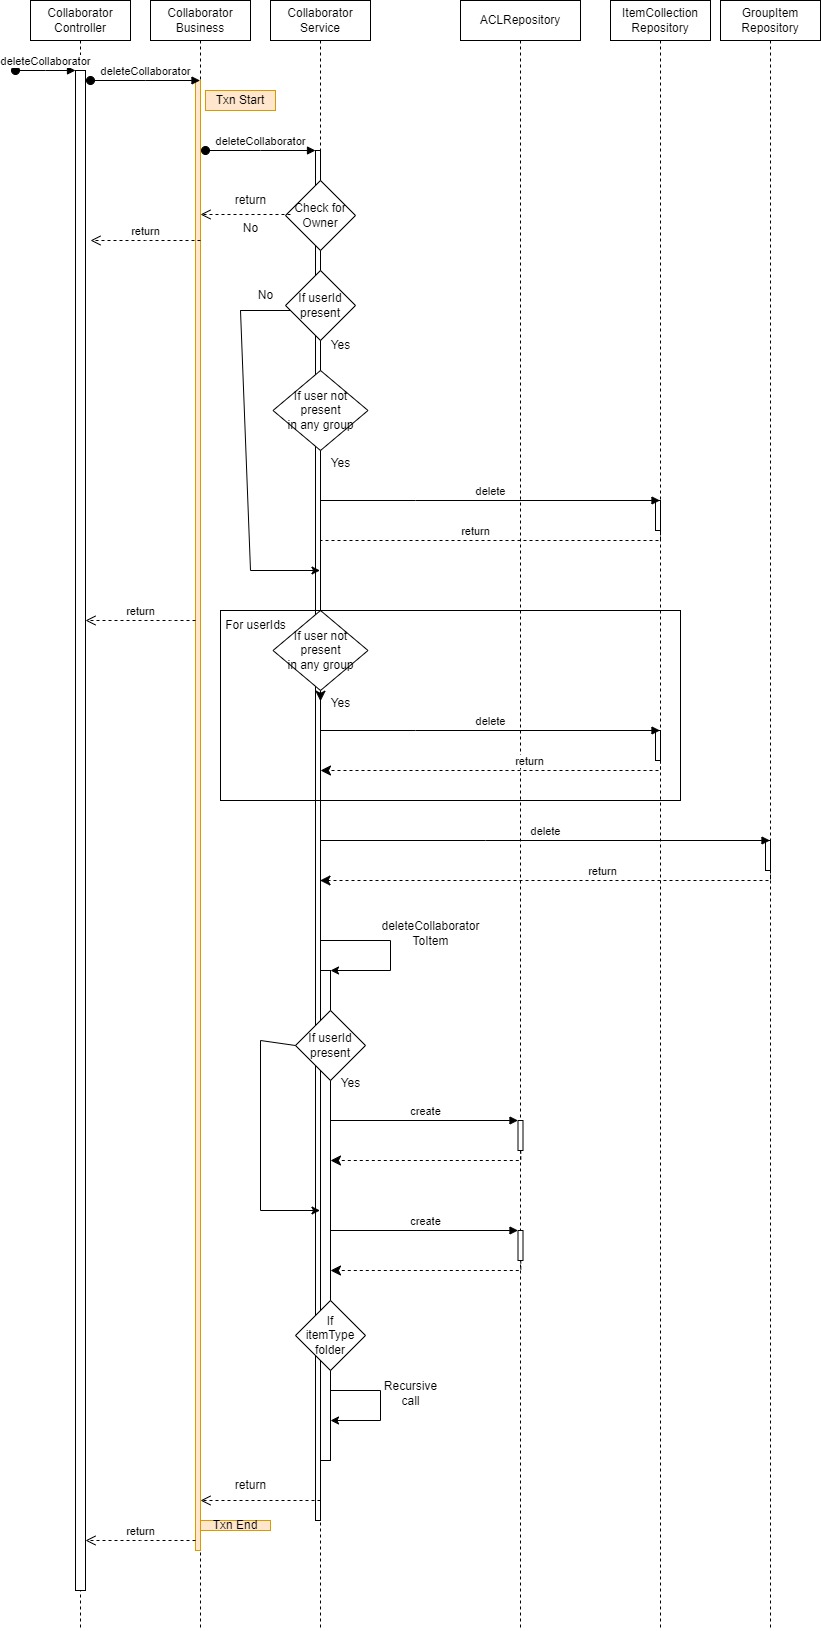 Collaborator
Controller
Collaborator
Business
Collaborator
Service
ACLRepository
ItemCollection
Repository
GroupItem
Repository
deleteCollaborator
deleteCollaborator
Txn Start
deleteCollaborator
return
Check for
Owner
No
return
No
If userId
present
Yes
If user not
present
in any group
Yes
delete
return
return
For userIds
If user not
present
in any group
Yes
delete
return
delete
return
deleteCollaborator
ToItem
If userId
present
Yes
create
create
If
itemType
folder
Recursive
call
return
Txn End
return